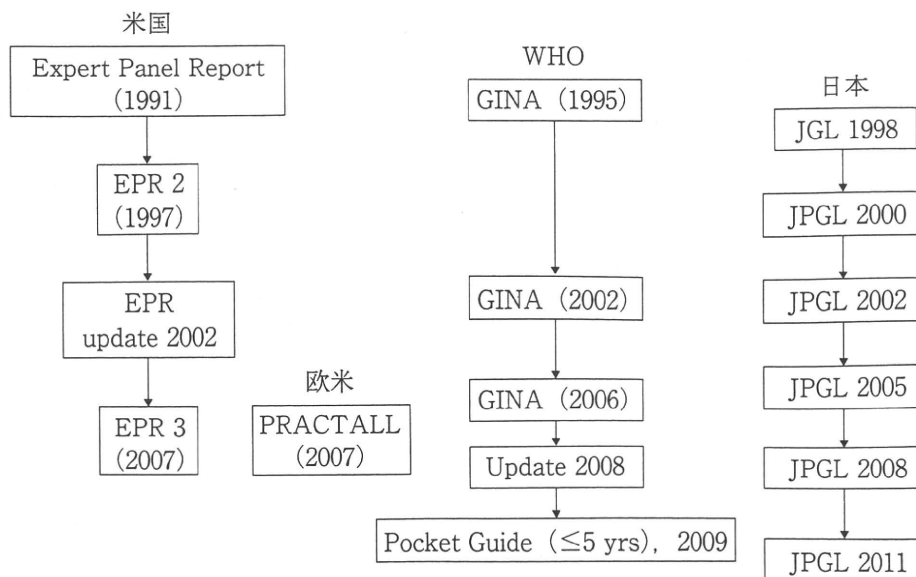 米国
Expert Panel Report
(1991)
EPR 2
(1997)
EPR
update 2002
EPR 3
(2007)
欧米
PRACTALL
(2007)
WHO
GINA (1995)
GINA (2002)
GINA (2006)
Update 2008
Pocket Guide (≤5 yrs), 2009
日本
JGL 1998
JPGL 2000
JPGL 2002
JPGL 2005
JPGL 2008
JPGL 2011